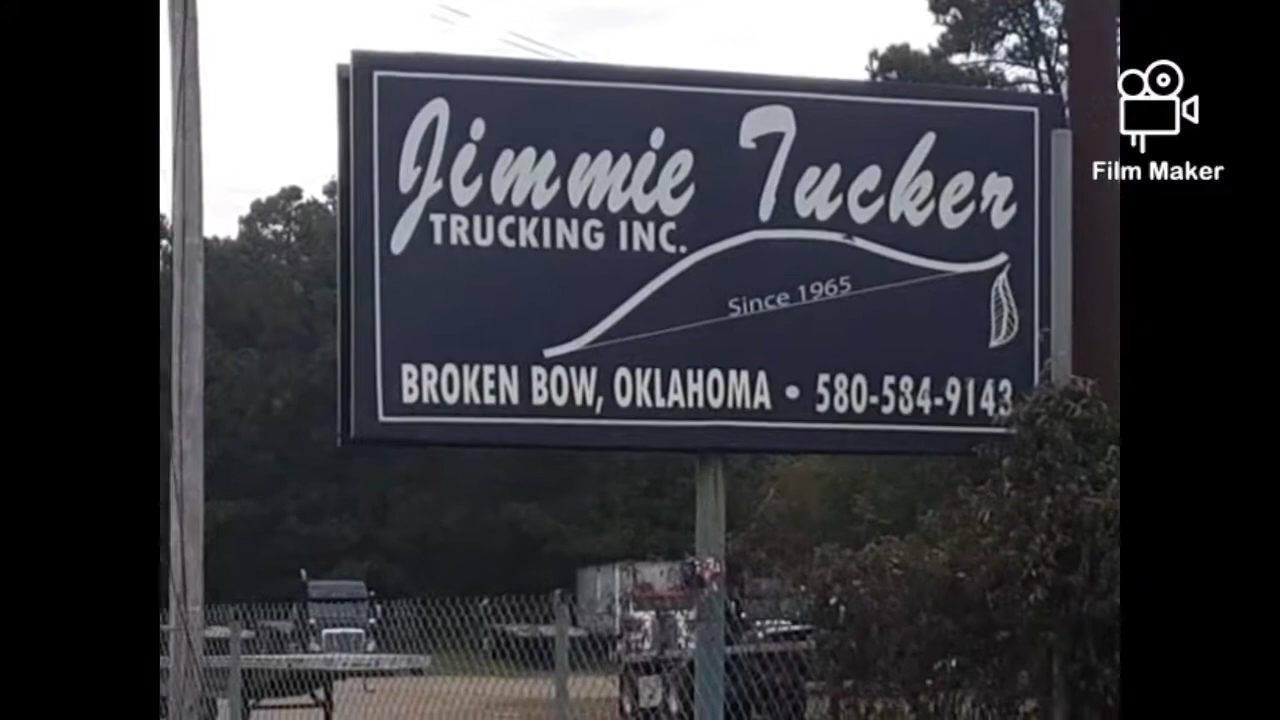 Jimmie Tucker
TRUCKING INC.
Since 1965
BROKEN BOW, OKLAHOMA • 580-584-9143
Film Maker